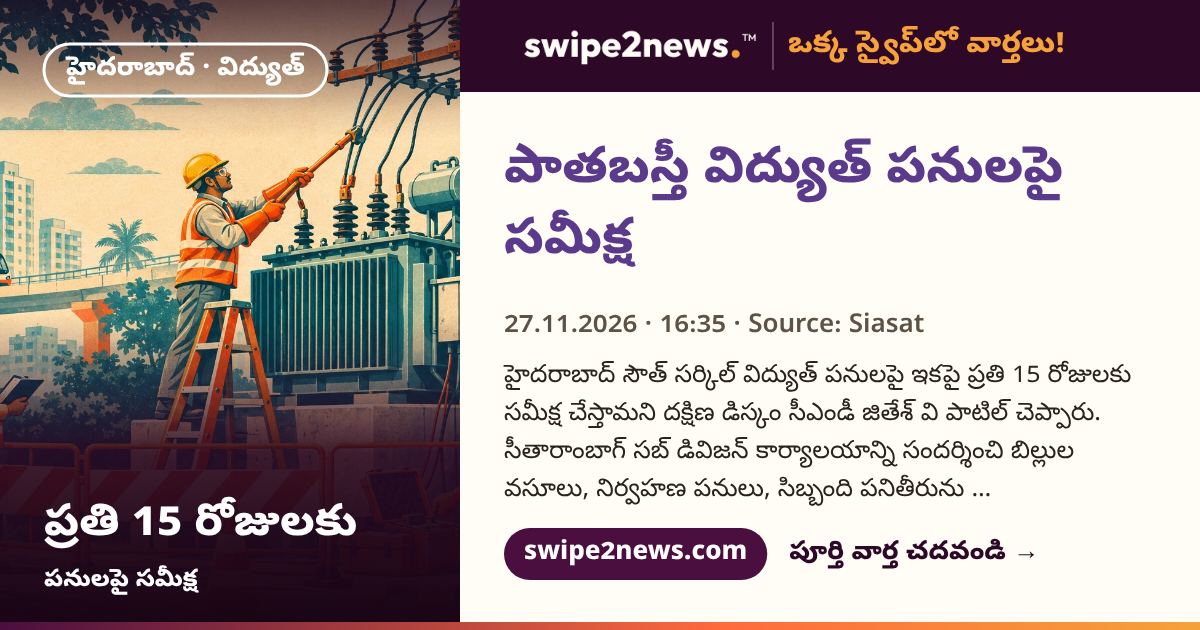 హైదరాబాద్ · విద్యుత్
swipe2news.™
ఒక్క స్వైప్‌లో వార్తలు!
పాతబస్తీ విద్యుత్ పనులపై
సమీక్ష
27.11.2026 · 16:35 · Source: Siasat
హైదరాబాద్ సౌత్ సర్కిల్ విద్యుత్ పనులపై ఇకపై ప్రతి 15 రోజులకు
సమీక్ష చేస్తామని దక్షిణ డిస్కం సీఎండీ జితేశ్ వి పాటిల్ చెప్పారు.
సీతారాంబాగ్ సబ్ డివిజన్ కార్యాలయాన్ని సందర్శించి బిల్లుల
వసూలు, నిర్వహణ పనులు, సిబ్బంది పనితీరును ...
ప్రతి 15 రోజులకు
పనులపై సమీక్ష
swipe2news.com
పూర్తి వార్త చదవండి →